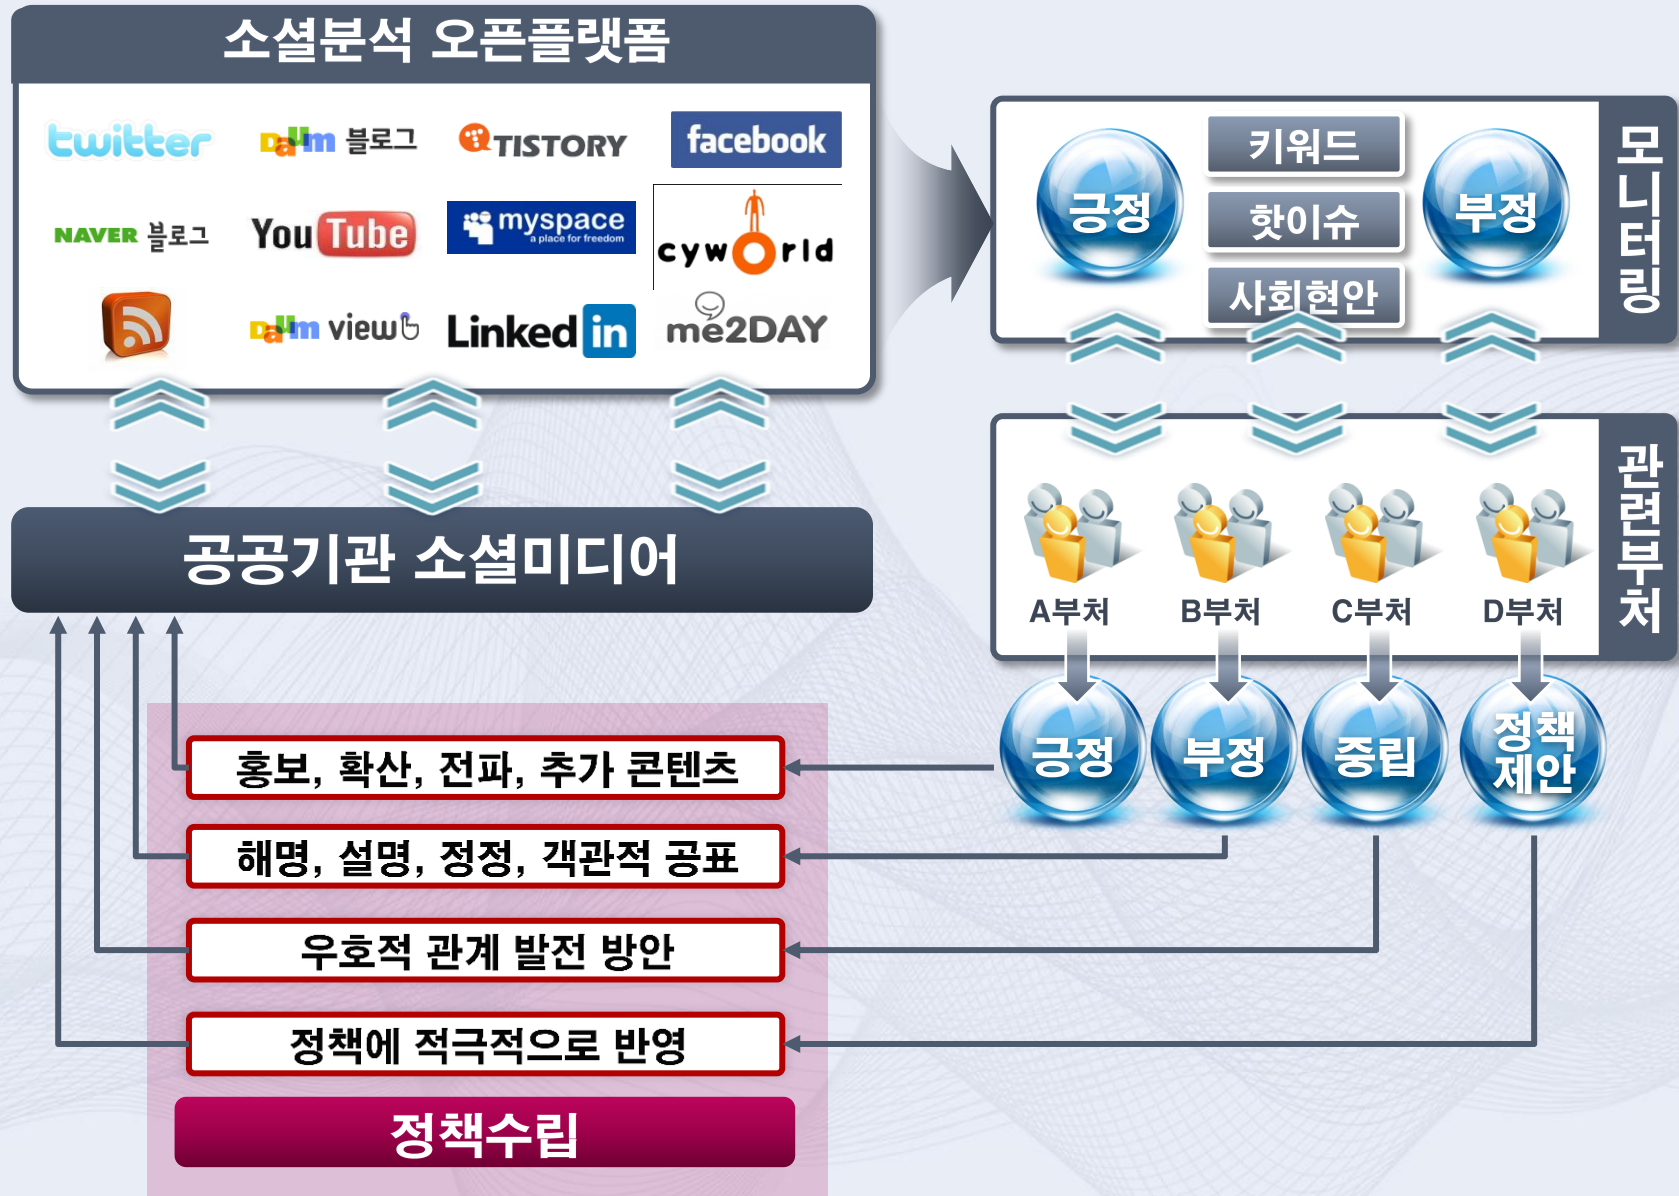 소셜분석 오픈플랫폼
twitter
Daum 블로그
TISTORY
facebook
NAVER 블로그
YouTube
myspace
a place for freedom
cyworld
Daum view
Linked in
me2DAY
긍정
키워드
핫이슈
사회현안
부정
모니터링
공공기관 소셜미디어
A부처
B부처
C부처
D부처
관련부처
긍정
부정
중립
정책
제안
홍보, 확산, 전파, 추가 콘텐츠
해명, 설명, 정정, 객관적 공표
우호적 관계 발전 방안
정책에 적극적으로 반영
정책수립